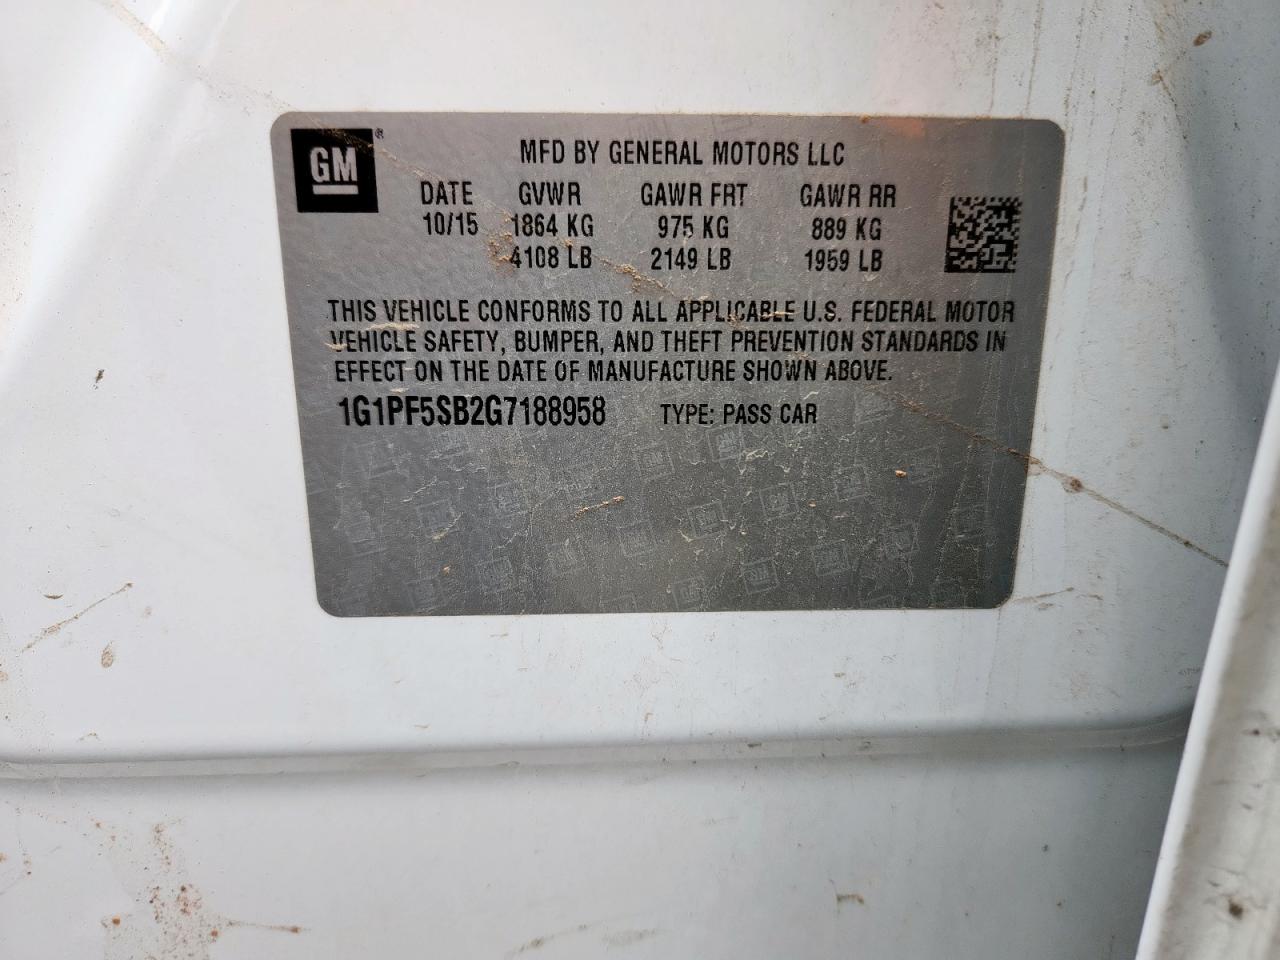 GM®
MFD BY GENERAL MOTORS LLC
DATE GVWR GAWR FRT GAWR RR
10/15 1864 KG 975 KG 889 KG
4108 LB 2149 LB 1959 LB
THIS VEHICLE CONFORMS TO ALL APPLICABLE U.S. FEDERAL MOTOR
VEHICLE SAFETY, BUMPER, AND THEFT PREVENTION STANDARDS IN
EFFECT ON THE DATE OF MANUFACTURE SHOWN ABOVE.
1G1PF5SB2G7188958 TYPE: PASS CAR